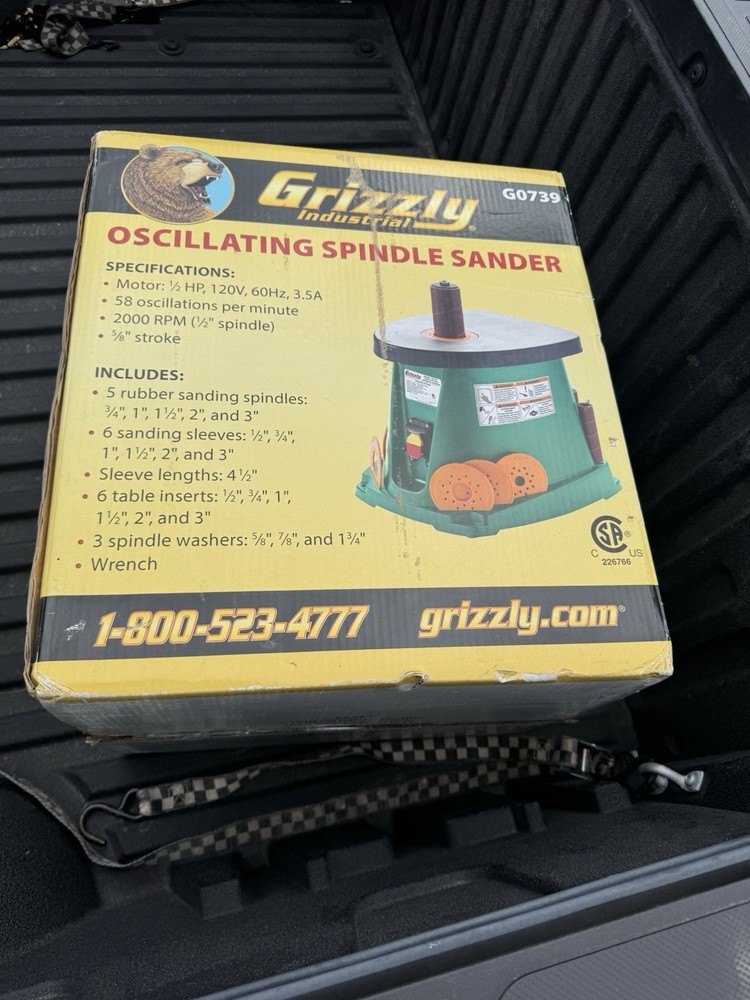 Grizzly
Industrial®
G0739
OSCILLATING SPINDLE SANDER
SPECIFICATIONS:
• Motor: ½ HP, 120V, 60Hz, 3.5A
• 58 oscillations per minute
• 2000 RPM (½" spindle)
• ⅝" stroke
INCLUDES:
• 5 rubber sanding spindles:
¾", 1", 1½", 2", and 3"
• 6 sanding sleeves: ½", ¾",
1", 1½", 2", and 3"
• Sleeve lengths: 4½"
• 6 table inserts: ½", ¾", 1",
1½", 2", and 3"
• 3 spindle washers: ⅝", ⅞", and 1¾"
• Wrench
SA®
C US
226766
1-800-523-4777 grizzly.com®